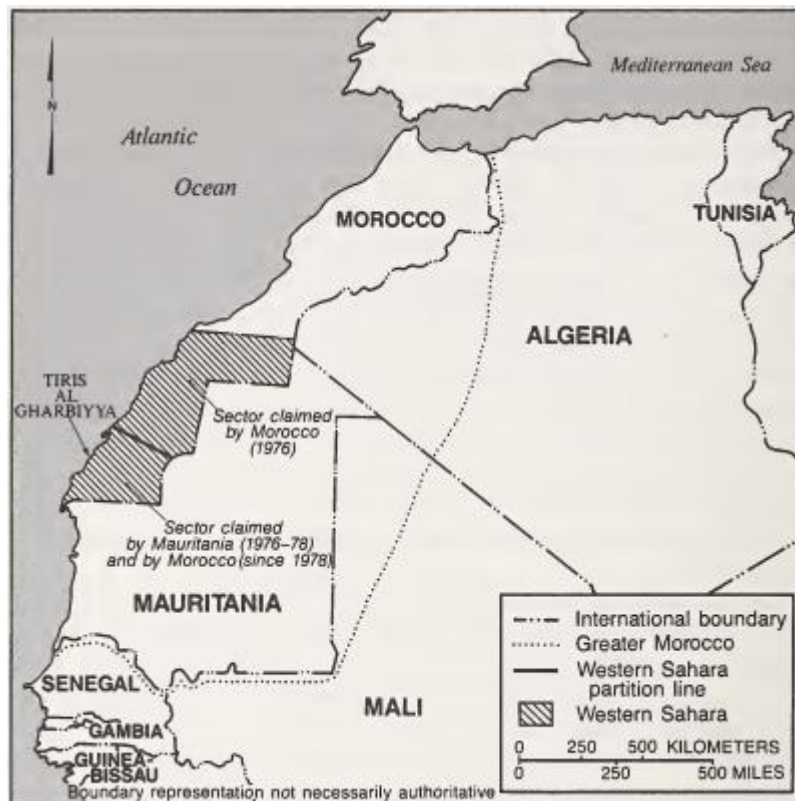 Mediterranean Sea
N
Atlantic
Ocean
MOROCCO
TUNISIA
ALGERIA
TIRIS
AL
GHARBIYYA
Sector claimed
by Morocco
(1976)
Sector claimed
by Mauritania (1976–78)
and by Morocco (since 1978)
MAURITANIA
SENEGAL
MALI
GAMBIA
GUINEA-
BISSAU
International boundary
Greater Morocco
Western Sahara
partition line
Western Sahara
0 250 500 KILOMETERS
0 250 500 MILES
Boundary representation not necessarily authoritative